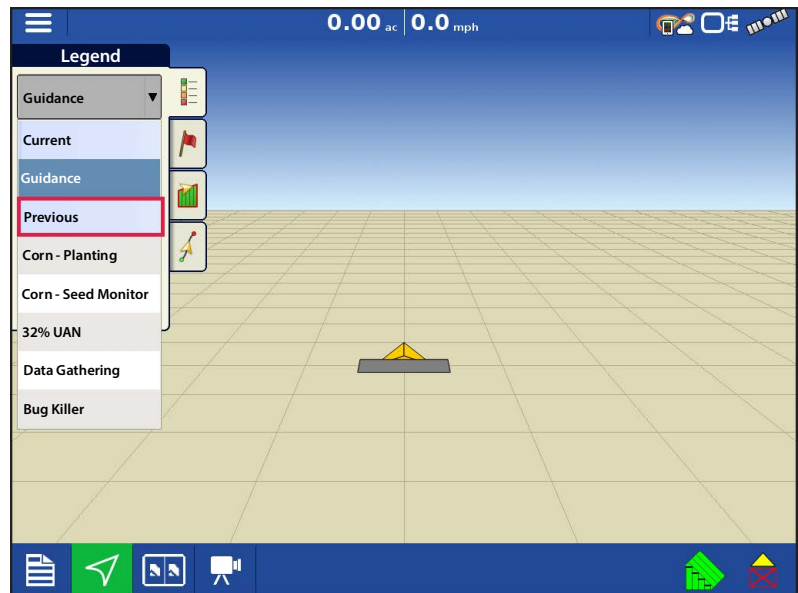 0.00 ac 0.0 mph
Legend
Guidance
Current
Guidance
Previous
Corn - Planting
Corn - Seed Monitor
32% UAN
Data Gathering
Bug Killer